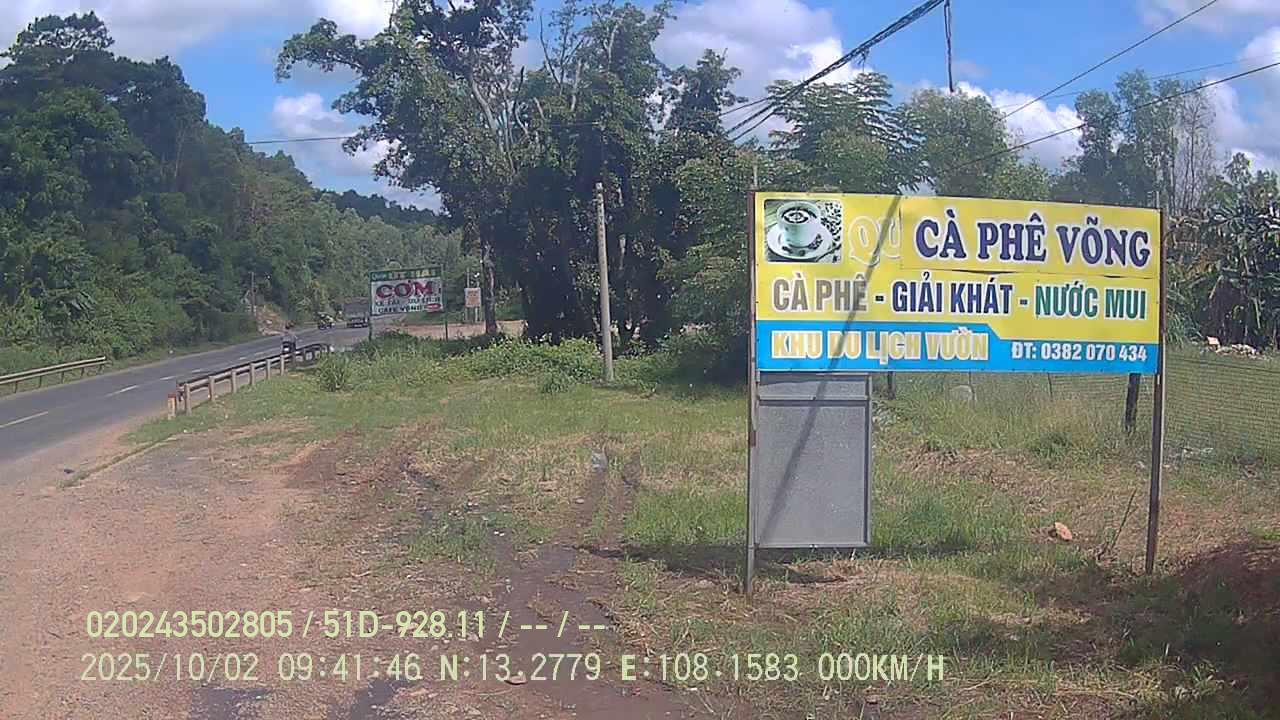 CƠM
CÀ PHÊ VÕNG
CÀ PHÊ - GIẢI KHÁT - NƯỚC MUI
KHU DU LỊCH VƯỜN
ĐT: 0382 070 434
020243502805 / 51D-928.11 / -- / --
2025/10/02 09:41:46 N:13.2779 E:108.1583 000KM/H